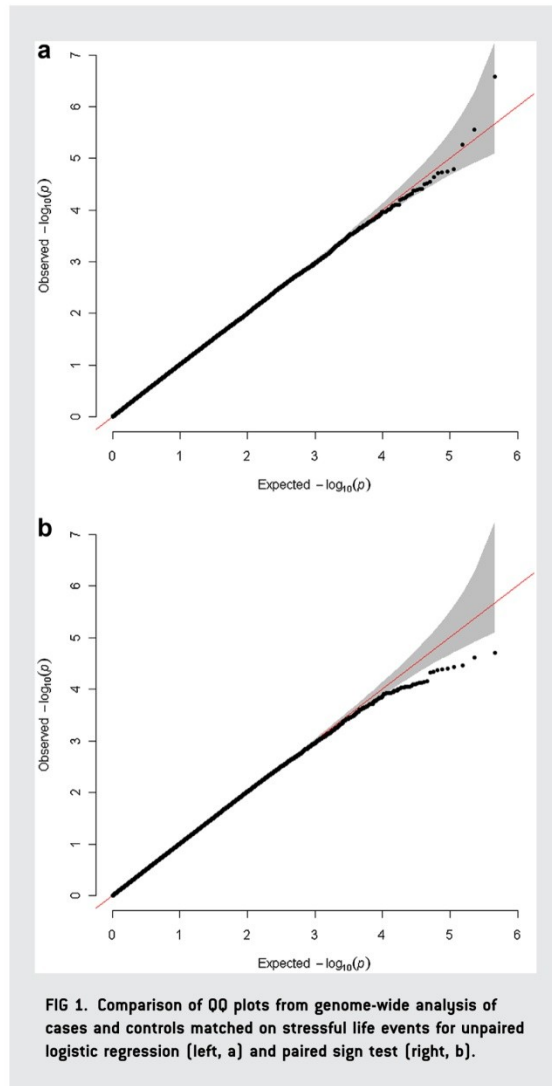 a
7
6
5
4
3
2
1
0
Observed −log10(p)
0 1 2 3 4 5 6
Expected −log10(p)
b
7
6
5
4
3
2
1
0
Observed −log10(p)
0 1 2 3 4 5 6
Expected −log10(p)
FIG 1. Comparison of QQ plots from genome-wide analysis of
cases and controls matched on stressful life events for unpaired
logistic regression (left, a) and paired sign test (right, b).